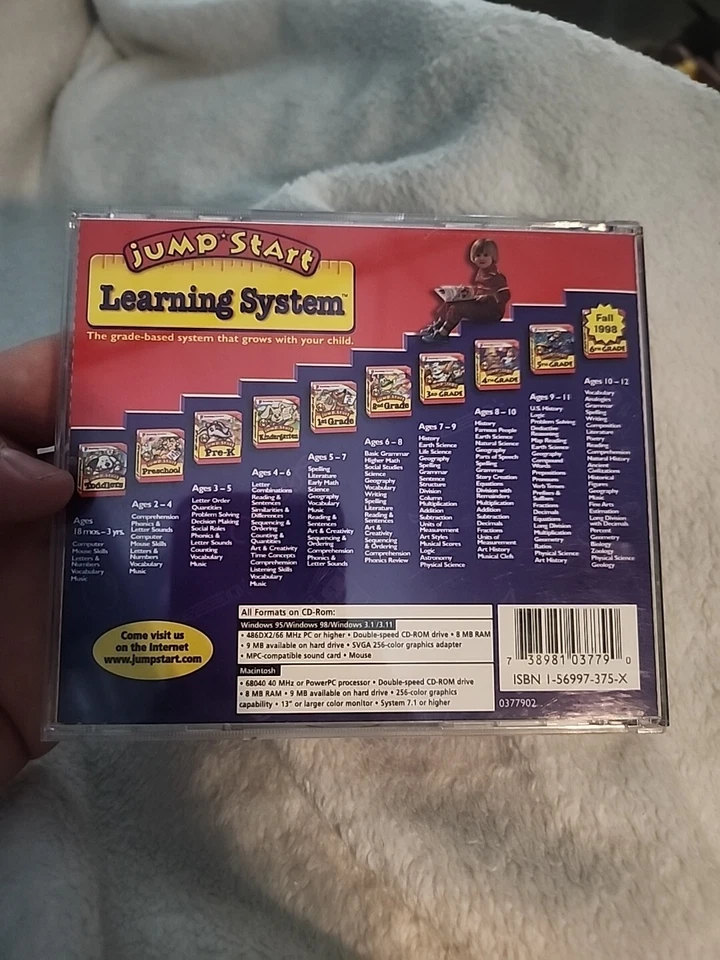 JUMP★START
Learning System™
The grade-based system that grows with your child.
Toddlers
Ages
18 mos.–3 yrs.
Computer
Mouse Skills
Letters &
Numbers
Vocabulary
Music
Preschool
Ages 2–4
Comprehension
Phonics &
Letter Sounds
Computer
Mouse Skills
Letters &
Numbers
Vocabulary
Music
Pre-K
Ages 3–5
Letter Order
Quantities
Problem Solving
Decision Making
Social Roles
Phonics &
Letter Sounds
Counting
Vocabulary
Music
Kindergarten
Ages 4–6
Letter
Combinations
Reading &
Sentences
Similarities &
Differences
Sequencing &
Ordering
Counting &
Quantities
Art & Creativity
Time Concepts
Comprehension
Listening Skills
Vocabulary
Music
1st Grade
Ages 5–7
Spelling
Literature
Early Math
Science
Geography
Vocabulary
Music
Reading &
Sentences
Art & Creativity
Sequencing &
Ordering
Comprehension
Phonics &
Letter Sounds
2nd Grade
Ages 6–8
Basic Grammar
Higher Math
Social Studies
Science
Geography
Vocabulary
Writing
Spelling
Literature
Reading &
Sentences
Art &
Creativity
Sequencing
& Ordering
Comprehension
Phonics Review
3RD GRADE
Ages 7–9
History
Earth Science
Life Science
Geography
Spelling
Grammar
Sentence
Structure
Division
Column
Multiplication
Addition
Subtraction
Units of
Measurement
Art Styles
Musical Scores
Logic
Astronomy
Physical Science
4TH GRADE
Ages 8–10
History
Famous People
Earth Science
Natural Science
Geography
Parts of Speech
Spelling
Grammar
Story Creation
Equations
Division with
Remainders
Multiplication
Addition
Subtraction
Decimals
Fractions
Units of
Measurement
Art History
Music
5TH GRADE
Ages 9–11
U.S. History
Logic
Problem Solving
Deductive
Reasoning
Map Reading
Earth Science
Geography
Compound
Words
Pronouns
Verb Tenses
Prefixes &
Suffixes
Fractions
Decimals
Equations
Long Division
Multiplication
Geometry
Ratios
Physical Science
Art History
Fall
1998
6TH GRADE
Ages 10–12
Vocabulary
Analogies
Grammar
Spelling
Writing
Composition
Literature
Poetry
Reading
Comprehension
Natural History
Ancient
Civilizations
Historical
Figures
Geography
Music
Fine Arts
Estimation
Long Division
with Decimals
Percent
Geometry
Biology
Zoology
Physical Science
Geology
Come visit us
on the Internet
www.jumpstart.com
All Formats on CD-Rom:
Windows 95/Windows 98/Windows 3.1 /3.11
• 486DX2/66 MHz PC or higher • Double-speed CD-ROM drive • 8 MB RAM
• 9 MB available on hard drive • SVGA 256-color graphics adapter
• MPC-compatible sound card • Mouse
Macintosh
• 68040 40 MHz or PowerPC processor • Double-speed CD-ROM drive
• 8 MB RAM • 9 MB available on hard drive • 256-color graphics
capability • 13" or larger color monitor • System 7.1 or higher
7 38981 03779 0
ISBN 1-56997-375-X
0377902